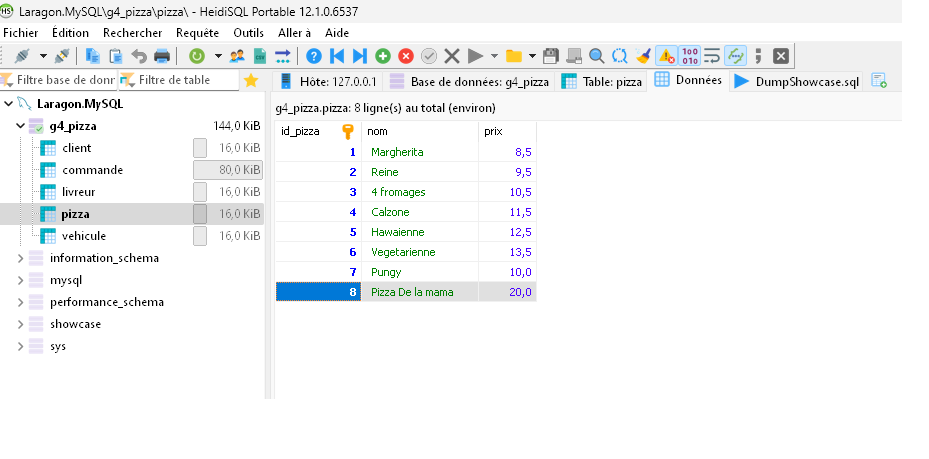 HS Laragon.MySQL\g4_pizza\pizza\ - HeidiSQL Portable 12.1.0.6537
Fichier Édition Rechercher Requête Outils Aller à Aide
Filtre base de donr Filtre de table
Hôte: 127.0.0.1 Base de données: g4_pizza Table: pizza Données DumpShowcase.sql
Laragon.MySQL
g4_pizza 144,0 KiB
client 16,0 KiB
commande 80,0 KiB
livreur 16,0 KiB
pizza 16,0 KiB
vehicule 16,0 KiB
information_schema
mysql
performance_schema
showcase
sys
g4_pizza.pizza: 8 ligne(s) au total (environ)
id_pizza nom prix
1 Margherita 8,5
2 Reine 9,5
3 4 fromages 10,5
4 Calzone 11,5
5 Hawaienne 12,5
6 Vegetarienne 13,5
7 Pungy 10,0
8 Pizza De la mama 20,0